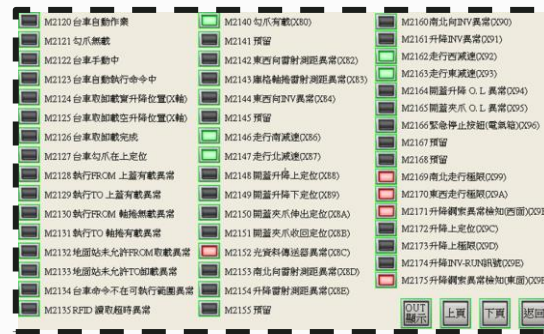 M2120 台車自動作業
M2121 勾爪無載
M2122 台車手動中
M2123 台車自動執行命令中
M2124 台車取卸載實升降位置(X軸)
M2125 台車取卸載空升降位置(X軸)
M2126 台車取卸載完成
M2127 台車勾爪在上定位
M2128 執行FROM 上蓋有載異常
M2129 執行TO 上蓋有載異常
M2130 執行FROM 軸捲無載異常
M2131 執行TO 軸捲有載異常
M2132 地面站未允許FROM取載異常
M2133 地面站未允許TO卸載異常
M2134 台車命令不在可執行範圍異常
M2135 RFID 讀取超時異常
M2140 勾爪有載(X80)
M2141 預留
M2142 東西向雷射測距異常(X82)
M2143 庫格軸捲雷射測距異常(X83)
M2144 東西向INV異常(X84)
M2145 預留
M2146 走行南減速(X86)
M2147 走行北減速(X87)
M2148 開蓋升降上定位(X88)
M2149 開蓋升降下定位(X89)
M2150 開蓋夾爪伸出定位(X8A)
M2151 開蓋夾爪收回定位(X8B)
M2152 光資料傳送器異常(X8C)
M2153 南北向雷射測距異常(X8D)
M2154 升降雷射測距異常(X8E)
M2155 預留
M2160 南北向INV異常(X90)
M2161 升降INV異常(X91)
M2162 走行西減速(X92)
M2163 走行東減速(X93)
M2164 開蓋升降 O. L 異常(X94)
M2165 開蓋夾爪 O. L 異常(X95)
M2166 緊急停止按鈕(電氣箱)(X96)
M2167 預留
M2168 預留
M2169 南北走行極限(X99)
M2170 東西走行極限(X9A)
M2171 升降鋼索異常檢知(西面)(X9B
M2172 升降上定位(X9C)
M2173 升降上極限(X9D)
M2174 升降INV-RUN訊號(X9E)
M2175 升降鋼索異常檢知(東面)(X9F
OUT
顯示
上頁
下頁
返回